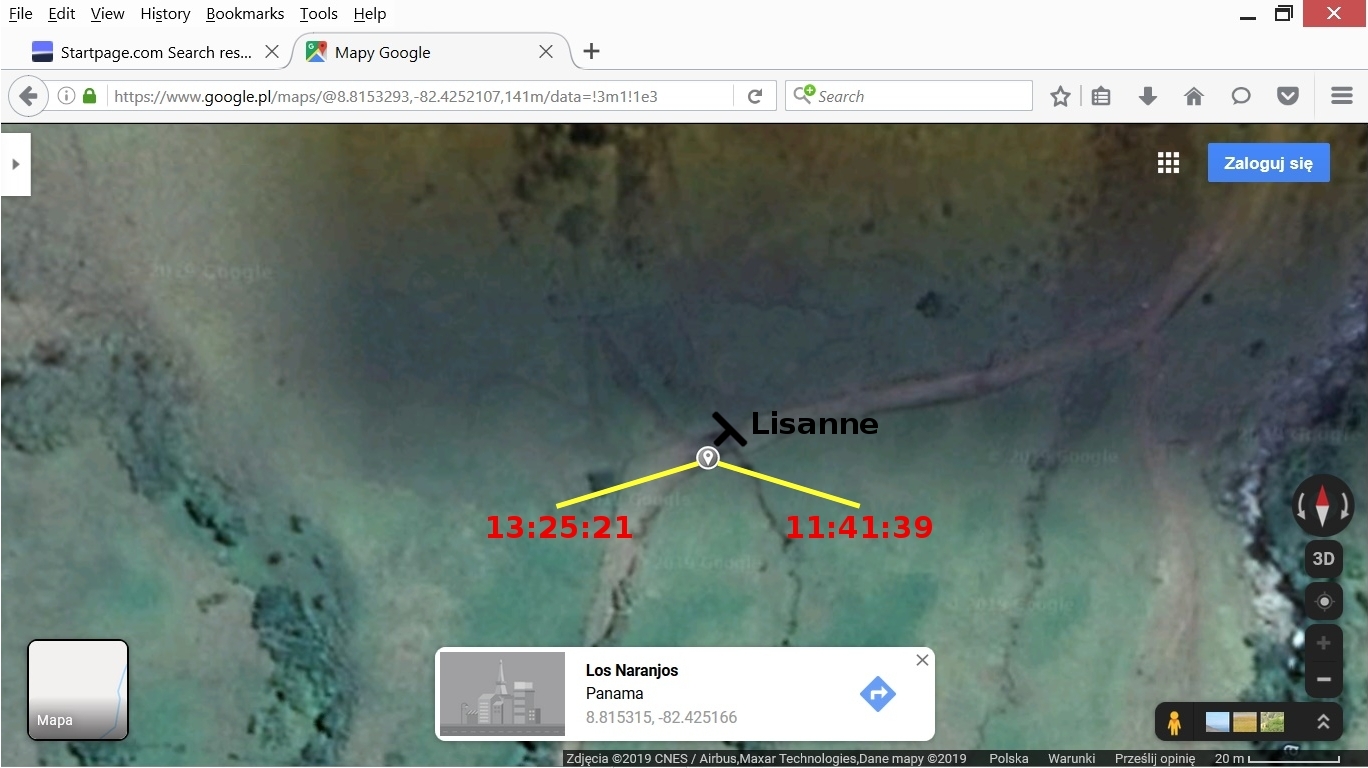 File Edit View History Bookmarks Tools Help
Startpage.com Search res...
Mapy Google
https://www.google.pl/maps/@8.8153293,-82.4252107,141m/data=!3m1!1e3
Search
Zaloguj się
© 2019 Google
Lisanne
© 2019 Google
Google
13:25:21 11:41:39
3D
2019 Google
2019 Google
Los Naranjos
Panama
8.815315, -82.425166
Mapa
Zdjęcia ©2019 CNES / Airbus,Maxar Technologies,Dane mapy ©2019 Polska Warunki Prześlij opinię 20 m